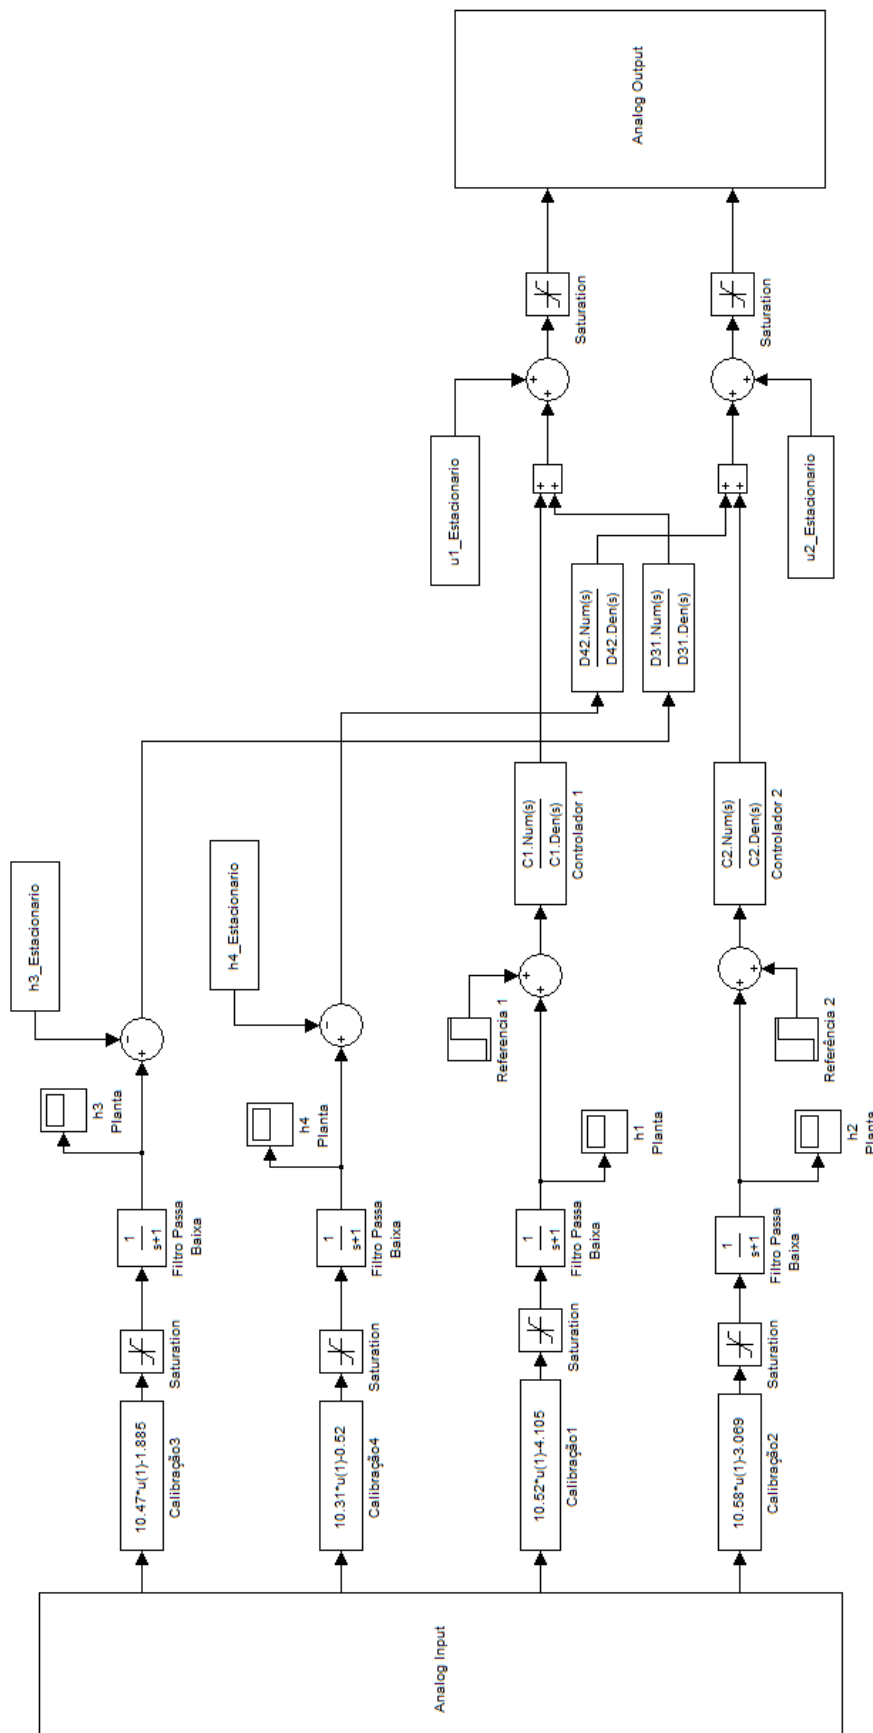 Analog Input
10.47*u(1)-1.885
Calibração3
Saturation
1
s+1
Filtro Passa
Baixa
h3
Planta
h3_Estacionario
-
+
10.31*u(1)-0.52
Calibração4
Saturation
1
s+1
Filtro Passa
Baixa
h4
Planta
h4_Estacionario
-
+
10.52*u(1)-4.105
Calibração1
Saturation
1
s+1
Filtro Passa
Baixa
h1
Planta
Referencia 1
+
+
C1.Num(s)
C1.Den(s)
Controlador 1
10.58*u(1)-3.069
Calibração2
Saturation
1
s+1
Filtro Passa
Baixa
h2
Planta
Referência 2
+
+
C2.Num(s)
C2.Den(s)
Controlador 2
D42.Num(s)
D42.Den(s)
D31.Num(s)
D31.Den(s)
u1_Estacionario
+
+
+
+
Saturation
u2_Estacionario
+
+
+
+
Saturation
Analog Output